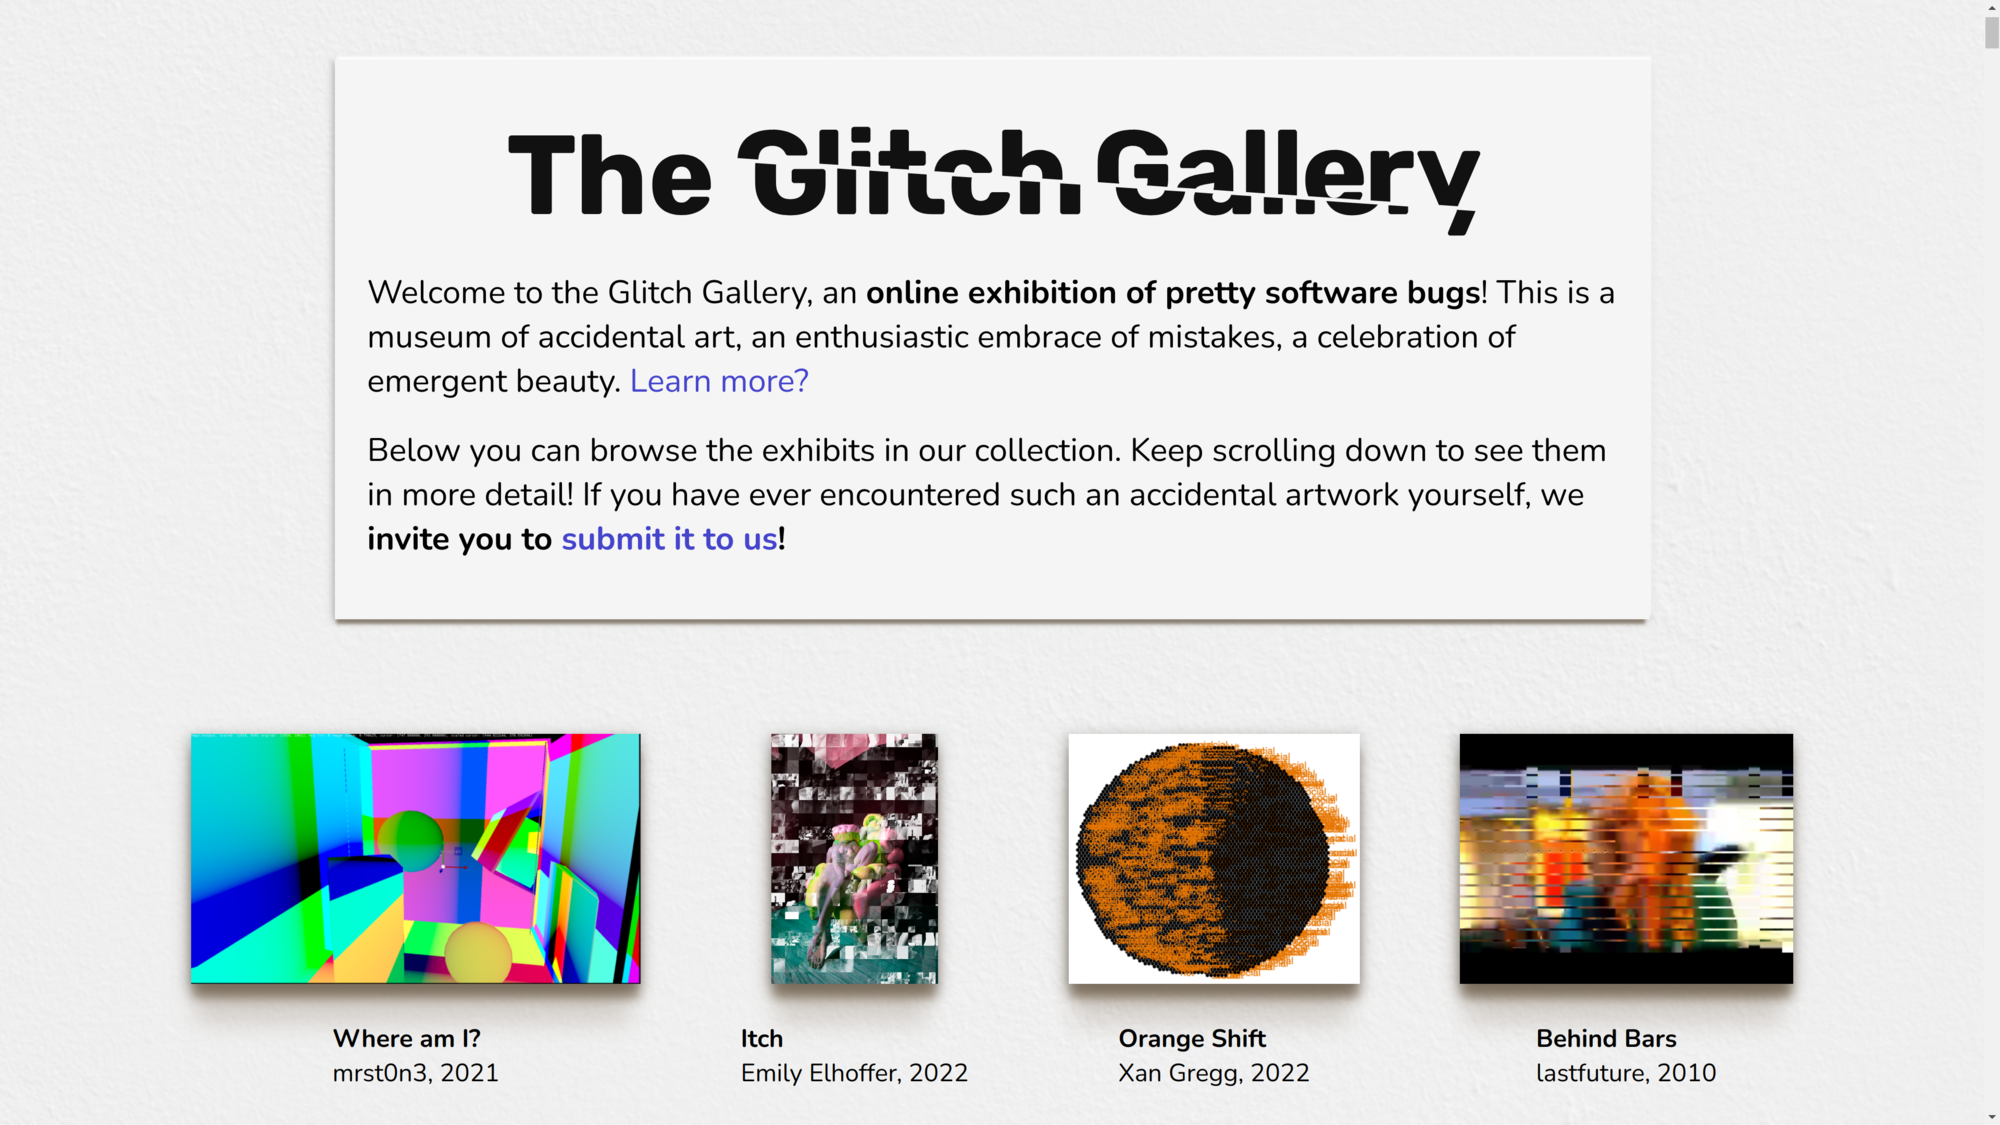 The Glitch Gallery
Welcome to the Glitch Gallery, an online exhibition of pretty software bugs! This is a
museum of accidental art, an enthusiastic embrace of mistakes, a celebration of
emergent beauty. Learn more?
Below you can browse the exhibits in our collection. Keep scrolling down to see them
in more detail! If you have ever encountered such an accidental artwork yourself, we
invite you to submit it to us!
Where am I?
mrst0n3, 2021
Itch
Emily Elhoffer, 2022
Orange Shift
Xan Gregg, 2022
Behind Bars
lastfuture, 2010